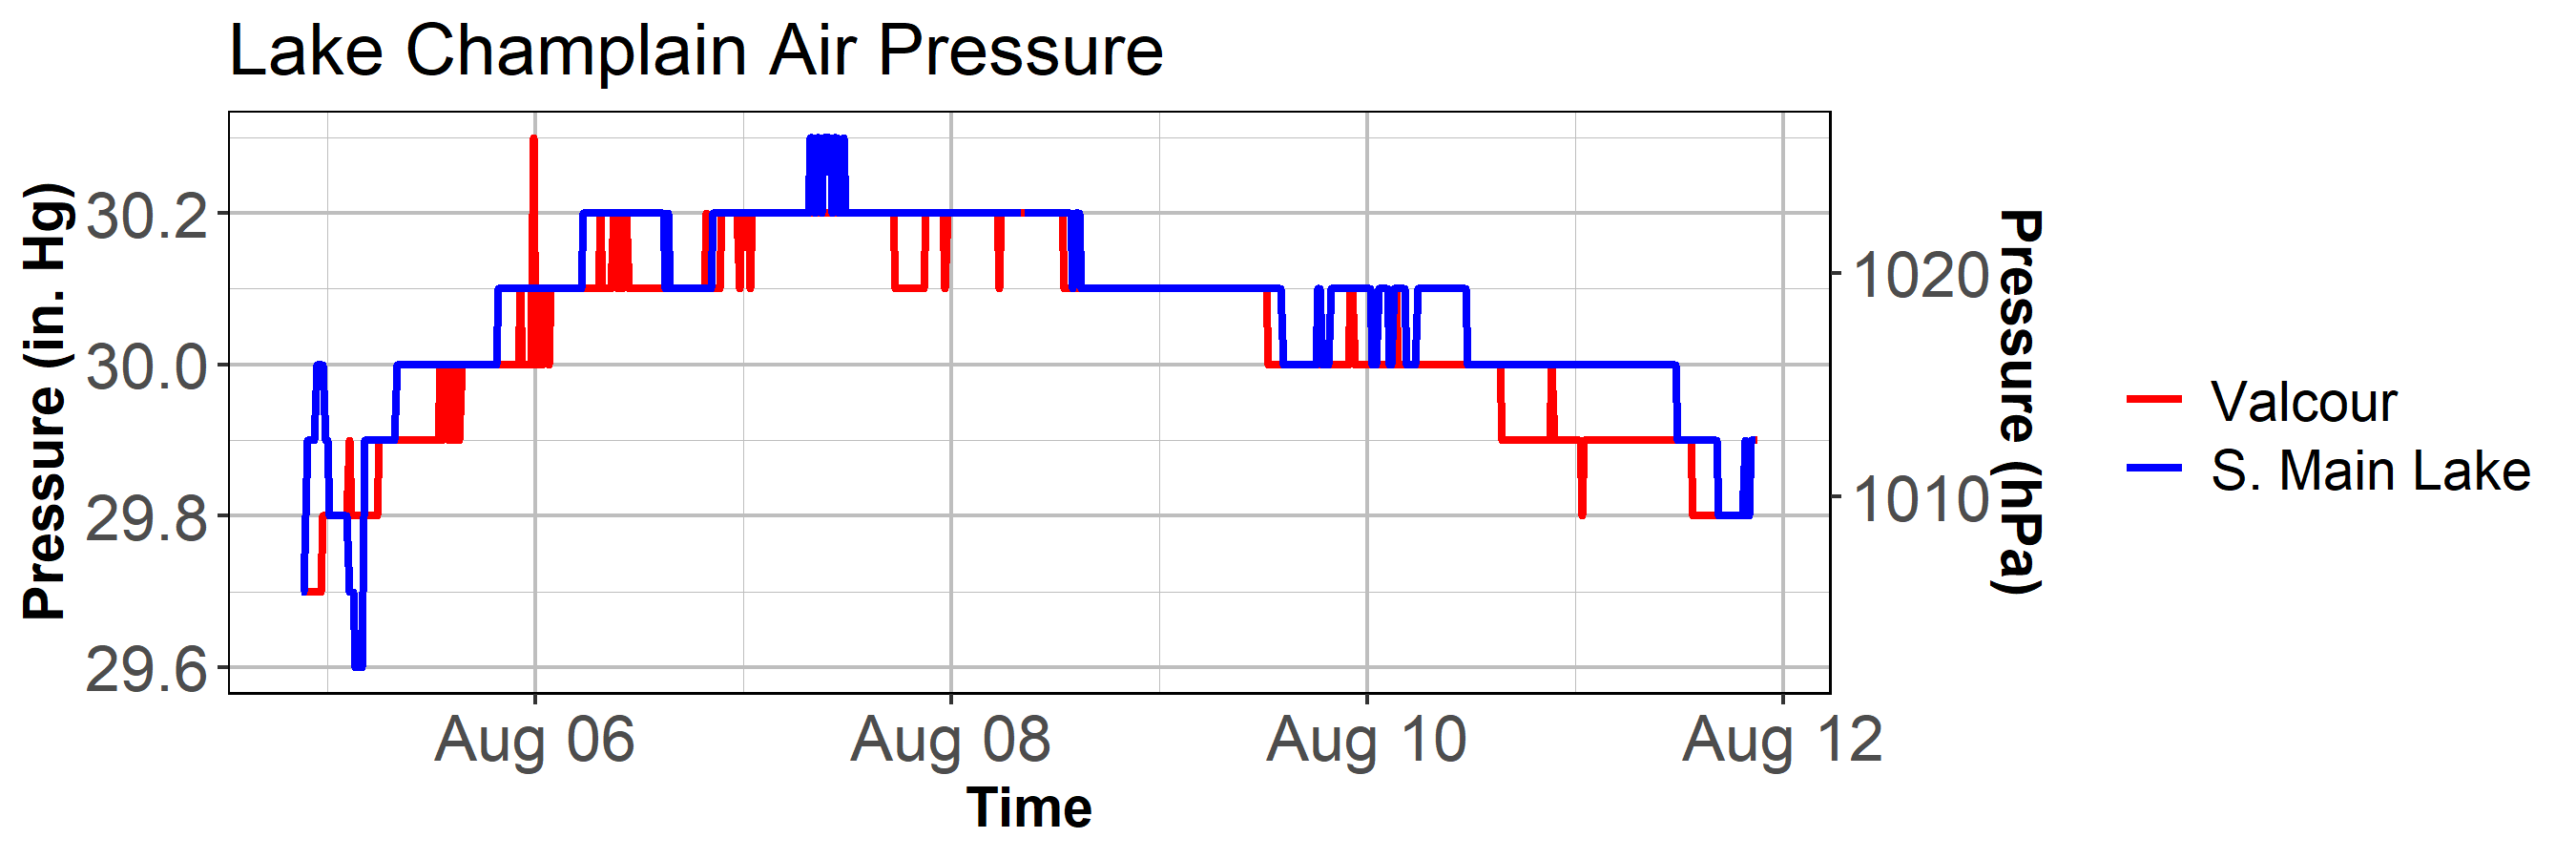 Lake Champlain Air Pressure
Pressure (in. Hg)
30.2
30.0
29.8
29.6
1020
1010
Pressure (hPa)
Aug 06
Aug 08
Aug 10
Aug 12
Time
Valcour
S. Main Lake